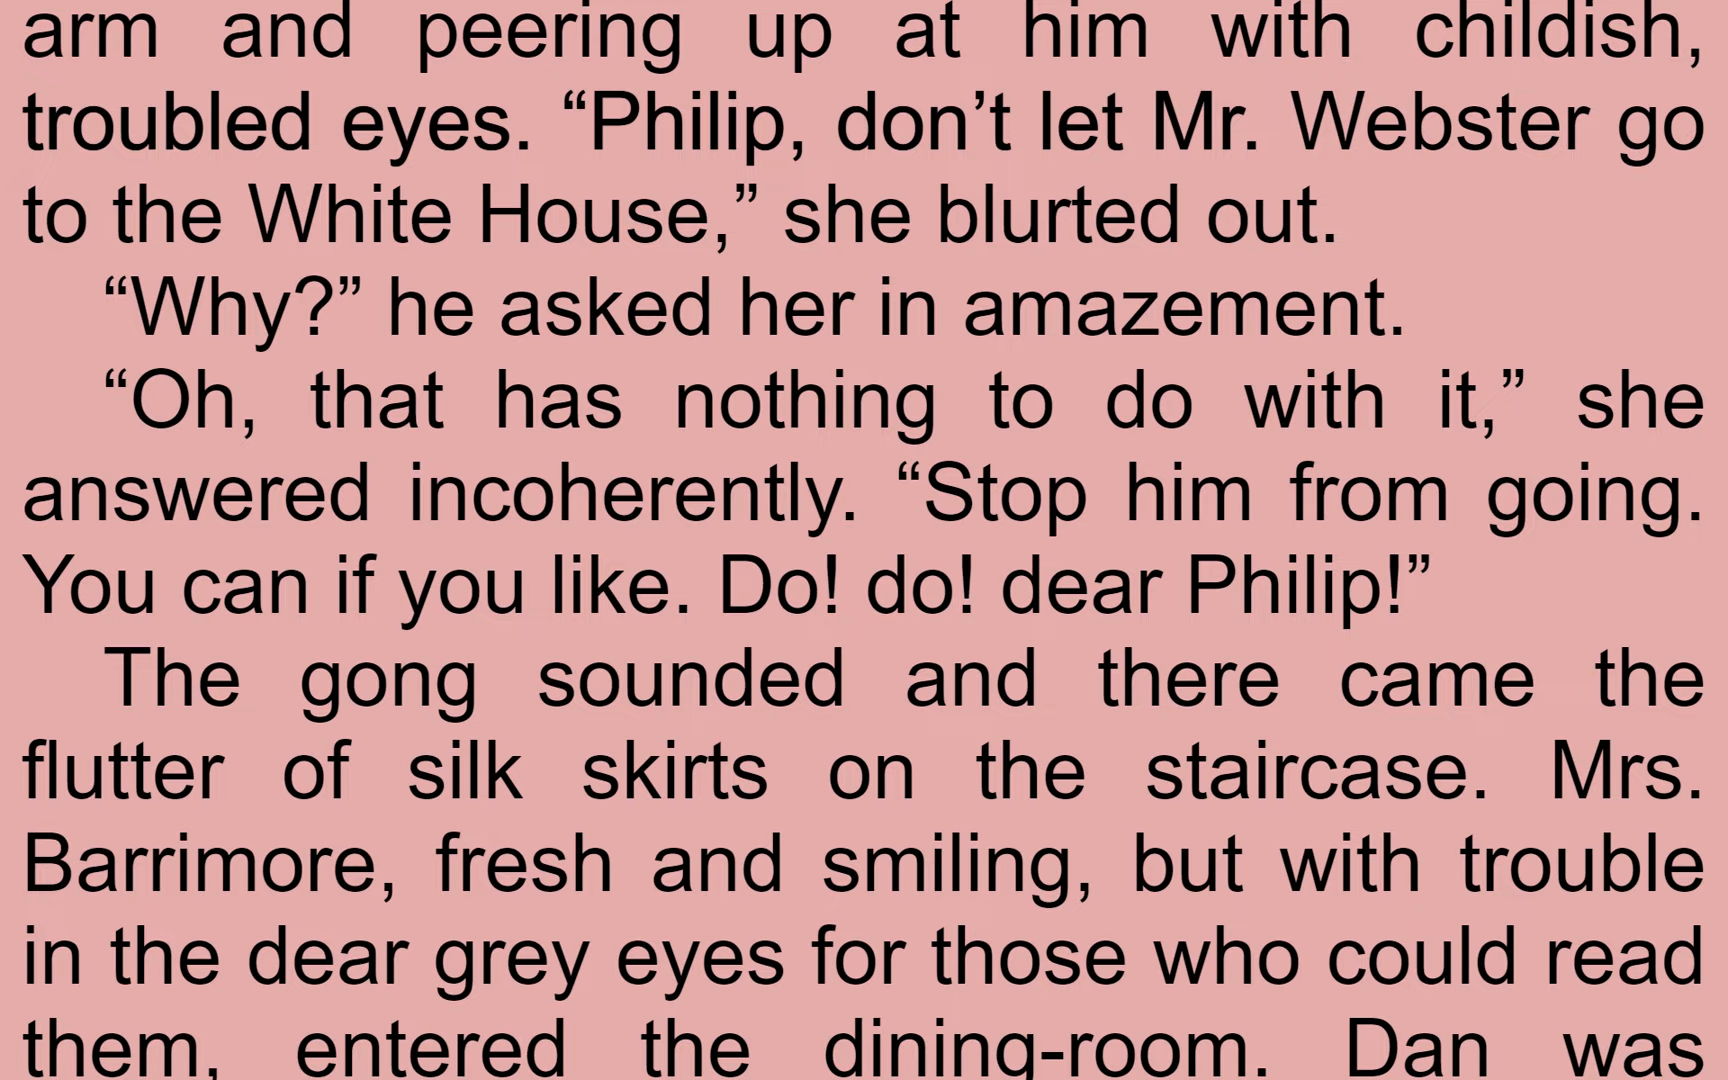 arm and peering up at him with childish,
troubled eyes. “Philip, don’t let Mr. Webster go
to the White House,” she blurted out.
“Why?” he asked her in amazement.
“Oh, that has nothing to do with it,” she
answered incoherently. “Stop him from going.
You can if you like. Do! do! dear Philip!”
The gong sounded and there came the
flutter of silk skirts on the staircase. Mrs.
Barrimore, fresh and smiling, but with trouble
in the dear grey eyes for those who could read
them, entered the dining-room. Dan was